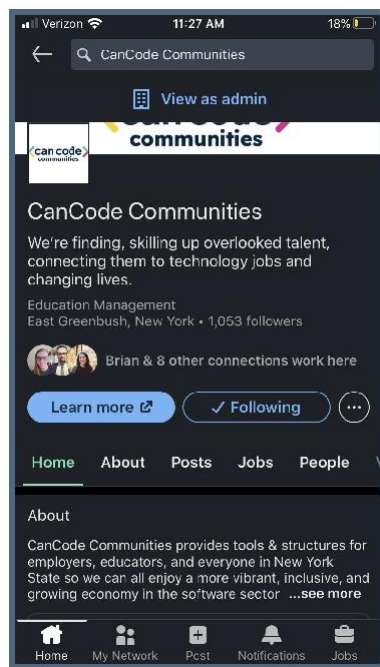 Verizon 11:27 AM 18%
CanCode Communities
View as admin
can code
communities
can code
communities
CanCode Communities
We're finding, skilling up overlooked talent,
connecting them to technology jobs and
changing lives.
Education Management
East Greenbush, New York • 1,053 followers
Brian & 8 other connections work here
Learn more ✓ Following ...
Home About Posts Jobs People
About
CanCode Communities provides tools & structures for
employers, educators, and everyone in New York
State so we can all enjoy a more vibrant, inclusive, and
growing economy in the software sector ...see more
Home My Network Post Notifications Jobs